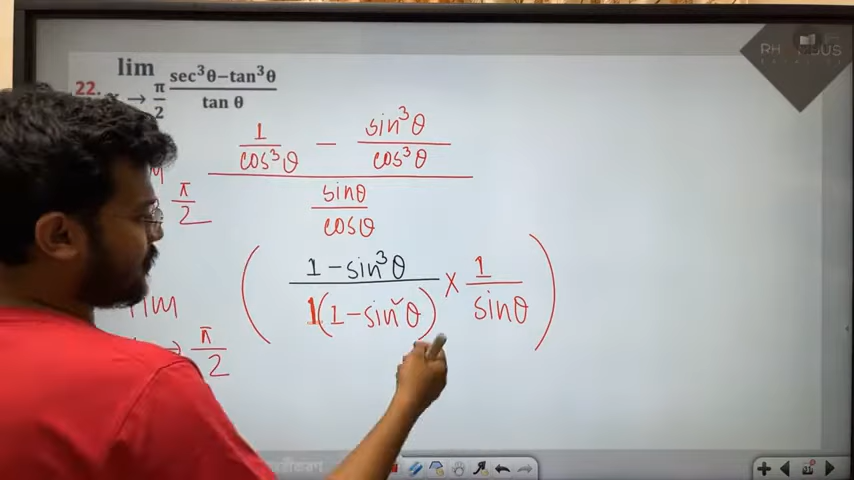 22. lim sec³θ−tan³θ
→ π/2 tan θ
1/cos³θ − sin³θ/cos³θ
π/2
sinθ/cosθ
lim (1−sin³θ / 1(1−sin²θ) × 1/sinθ)
π/2